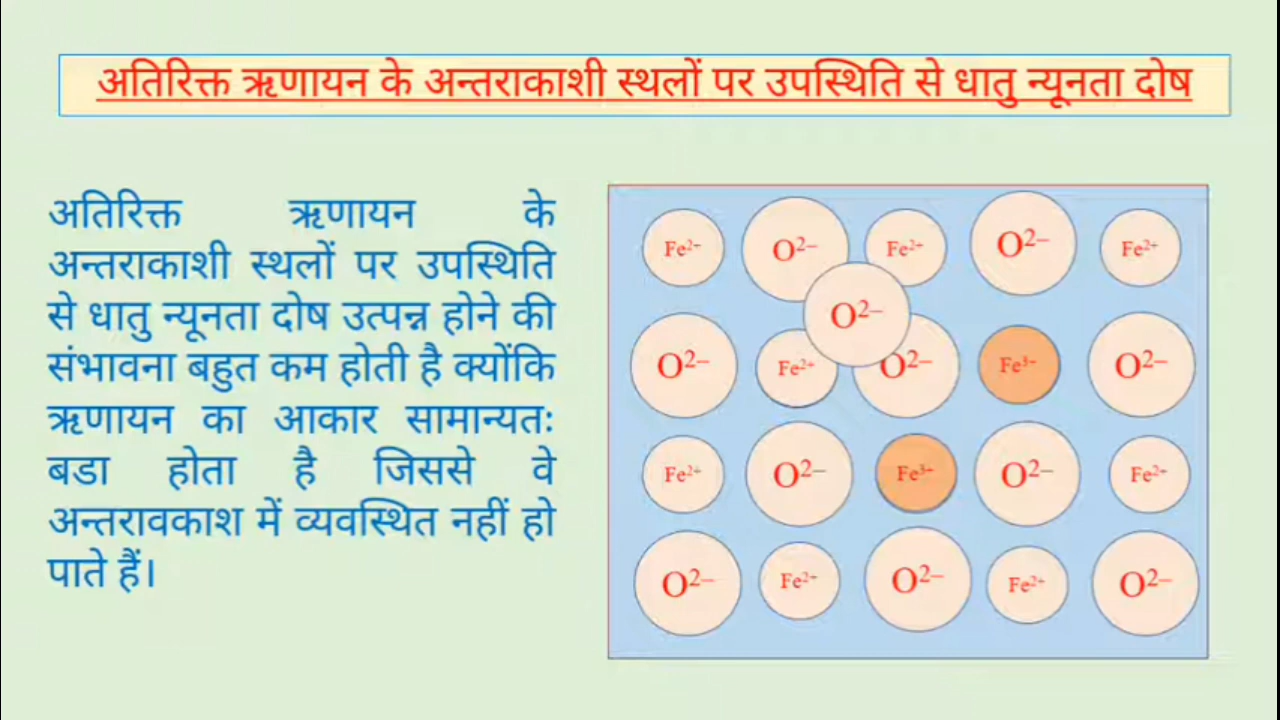 अतिरिक्त ऋणायन के अन्तराकाशी स्थलों पर उपस्थिति से धातु न्यूनता दोष
अतिरिक्त ऋणायन के
अन्तराकाशी स्थलों पर उपस्थिति
से धातु न्यूनता दोष उत्पन्न होने की
संभावना बहुत कम होती है क्योंकि
ऋणायन का आकार सामान्यतः
बडा होता है जिससे वे
अन्तरावकाश में व्यवस्थित नहीं हो
पाते हैं।
Fe²⁺ O²⁻ Fe²⁺ O²⁻ Fe²⁺
O²⁻
O²⁻ Fe²⁺ O²⁻ Fe³⁺ O²⁻
Fe²⁺ O²⁻ Fe³⁺ O²⁻ Fe²⁺
O²⁻ Fe²⁺ O²⁻ Fe²⁺ O²⁻